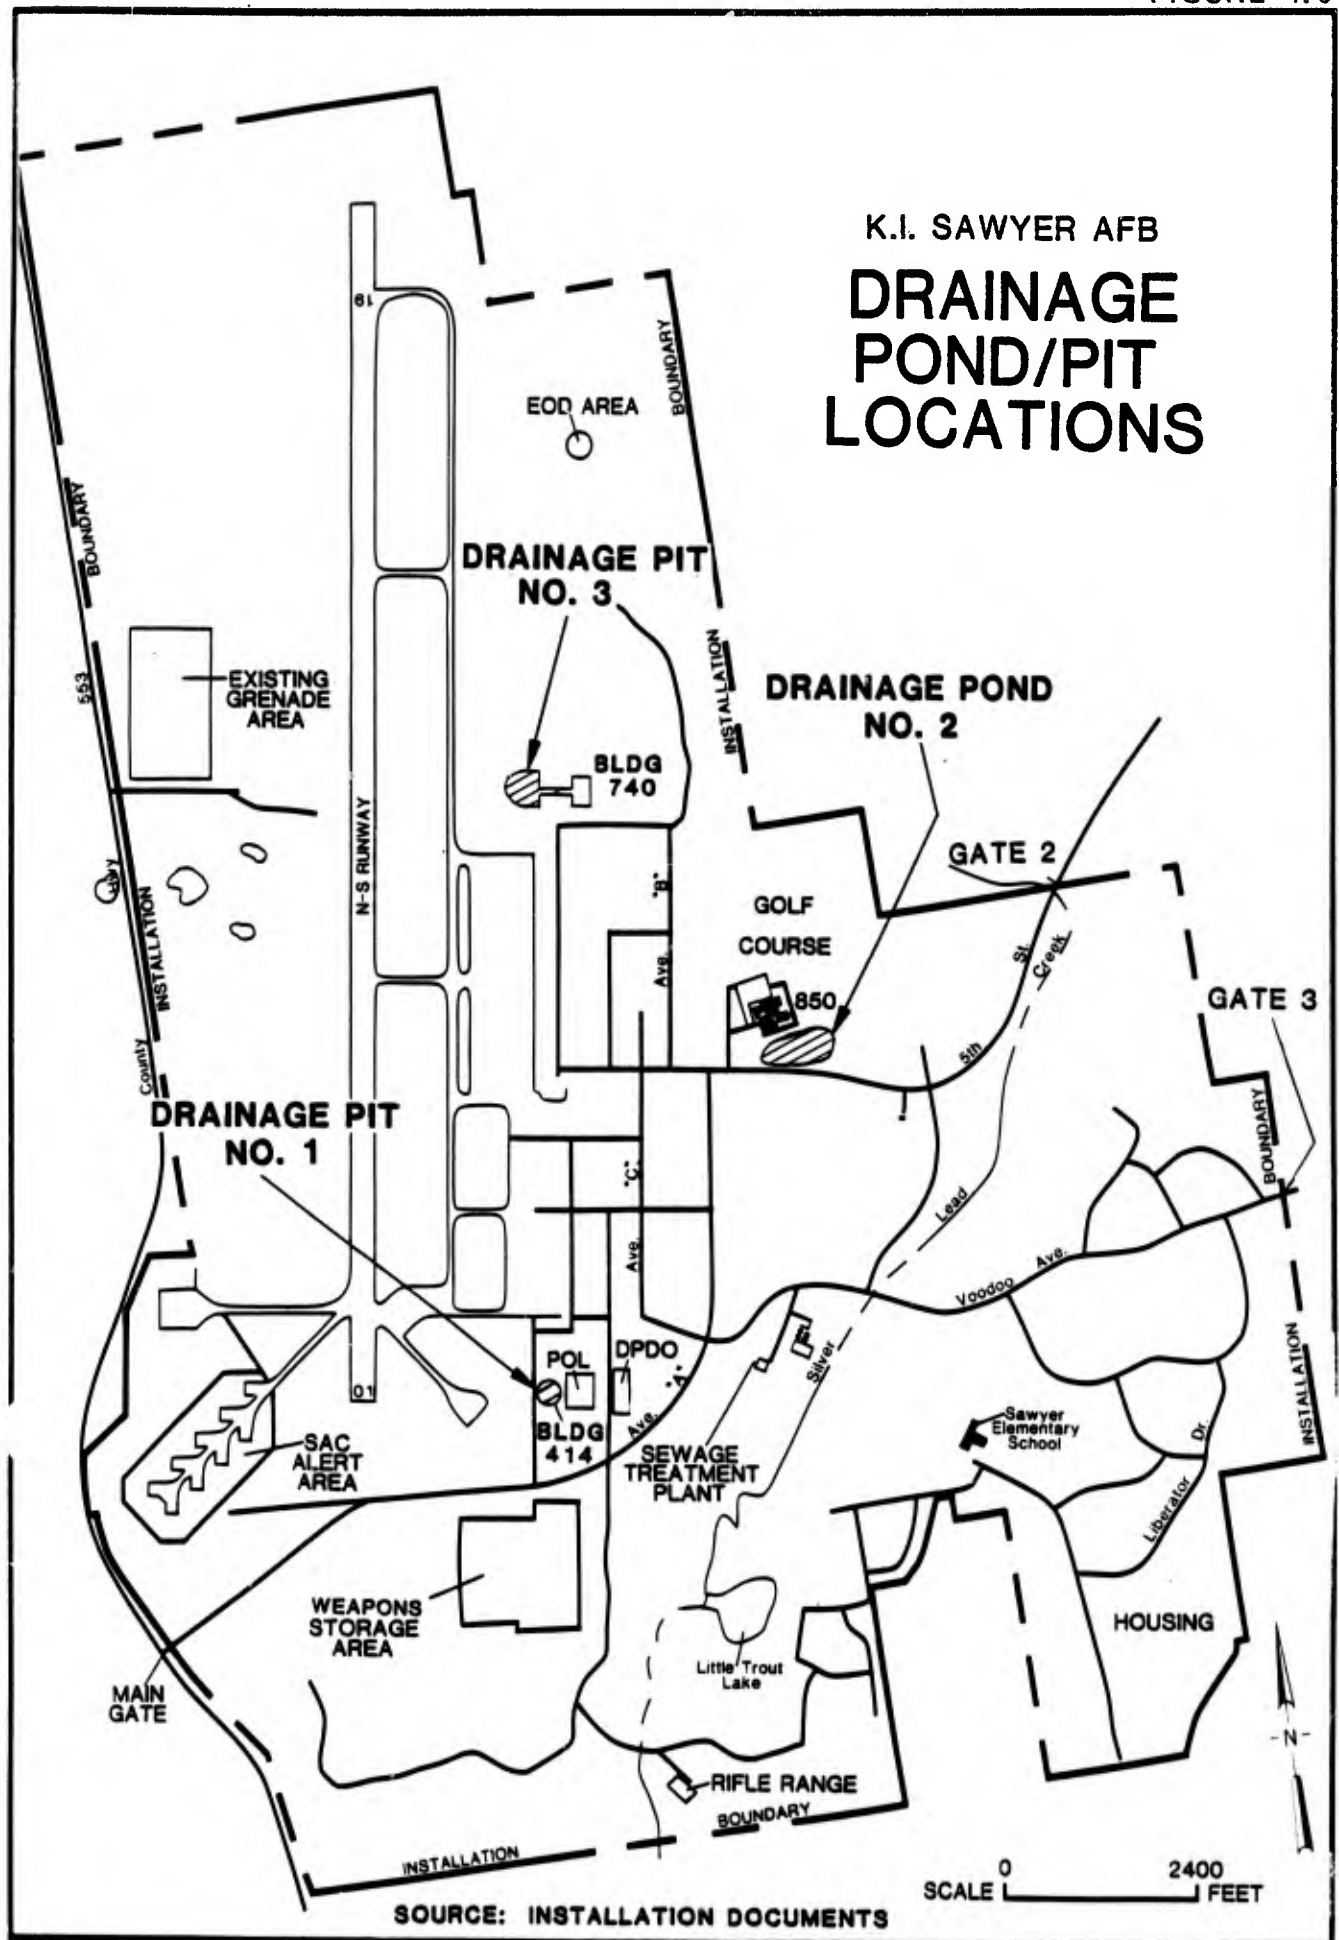 K.I. SAWYER AFB
DRAINAGE
POND/PIT
LOCATIONS
19
BOUNDARY
EOD AREA
BOUNDARY
DRAINAGE PIT
NO. 3
INSTALLATION
553
EXISTING
GRENADE
AREA
DRAINAGE POND
NO. 2
BLDG
740
N-S RUNWAY
GATE 2
"B"
Ave.
GOLF
COURSE
850
St.
Creek
5th
GATE 3
INSTALLATION
County
HWY
DRAINAGE PIT
NO. 1
BOUNDARY
"C"
Ave.
Lead
Voodoo Ave.
Silver
INSTALLATION
POL
DPDO
"A"
Ave.
01
BLDG
414
SAC
ALERT
AREA
SEWAGE
TREATMENT
PLANT
Sawyer
Elementary
School
Dr.
Liberator
WEAPONS
STORAGE
AREA
HOUSING
Little Trout
Lake
MAIN
GATE
-N-
RIFLE RANGE
BOUNDARY
INSTALLATION
0 2400
SCALE FEET
SOURCE: INSTALLATION DOCUMENTS